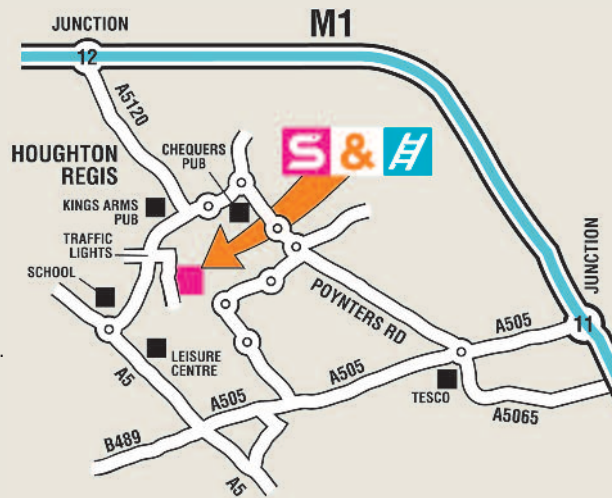 JUNCTION
12
M1
A5120
HOUGHTON
REGIS
CHEQUERS
PUB
S &
KINGS ARMS
PUB
TRAFFIC
LIGHTS
SCHOOL
LEISURE
CENTRE
POYNTERS RD
JUNCTION
11
A505
A505
A505
TESCO
A5065
A5
B489
A5